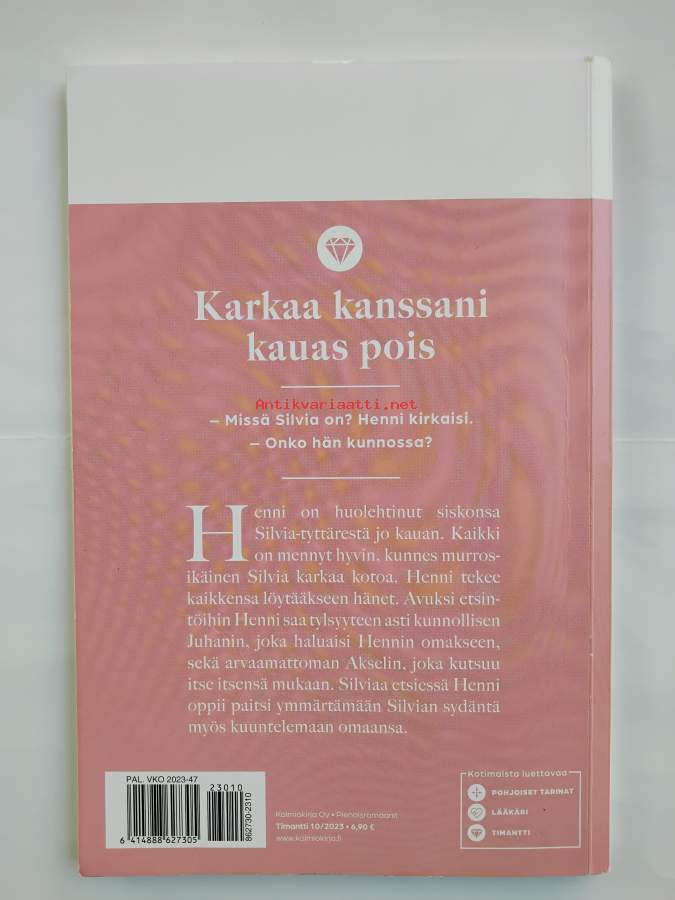 Karkaa kanssani
kauas pois
Antikvariaatti.net
– Missä Silvia on? Henni kirkaisi.
– Onko hän kunnossa?
Henni on huolehtinut siskonsa
Silvia-tyttärestä jo kauan. Kaikki
on mennyt hyvin, kunnes murros-
ikäinen Silvia karkaa kotoa. Henni tekee
kaikkensa löytääkseen hänet. Avuksi etsin-
töihin Henni saa tylsyyteen asti kunnollisen
Juhanin, joka haluaisi Hennin omakseen,
sekä arvaamattoman Akselin, joka kutsuu
itse itsensä mukaan. Silviaa etsiessä Henni
oppii paitsi ymmärtämään Silvian sydäntä
myös kuuntelemaan omaansa.
PAL. VKO 2023-47
23010
862730-2310
6 414888 627305
Kolmiokirja Oy • Pienoisromaanit
Timantti 10/2023 • 6,90 €
www.kolmiokirja.fi
Kotimaista luettavaa
POHJOISET TARINAT
LÄÄKÄRI
TIMANTTI